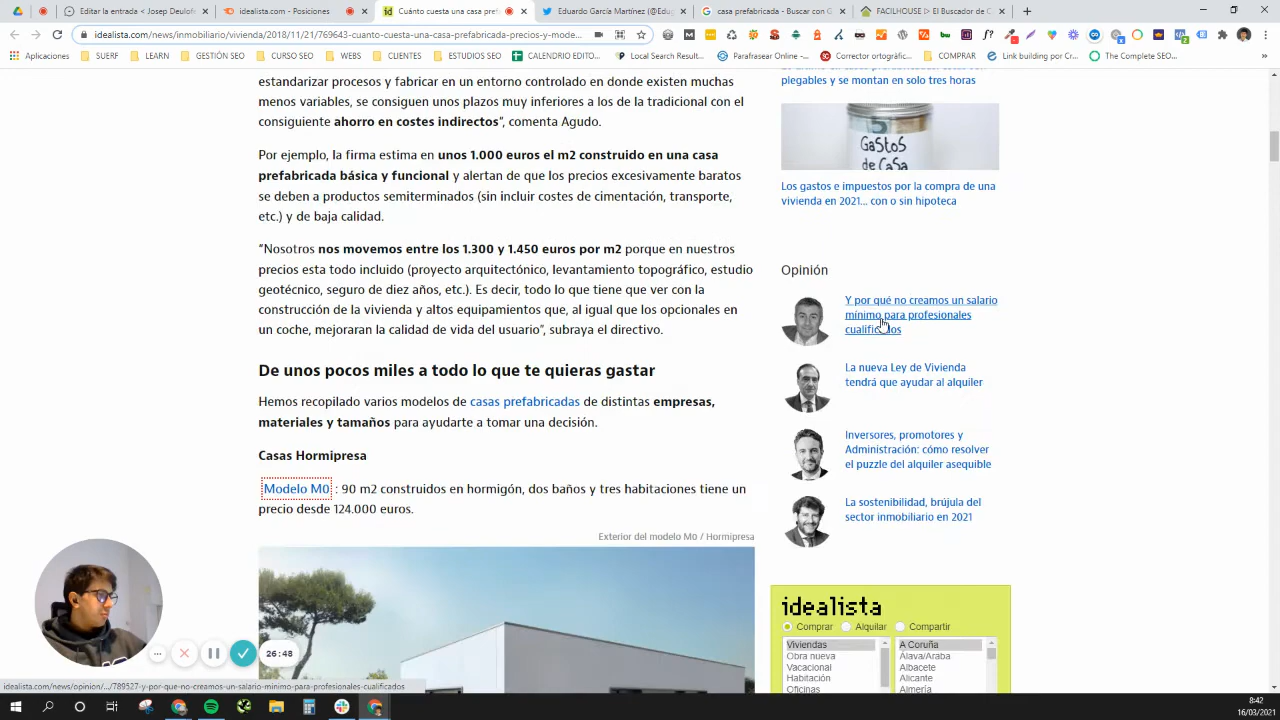 Editar la entrada < Josep Deulof
idealista.com - Posiciones
Cuánto cuesta una casa pref
Eduardo García Martínez (@Edu
casa prefabricada - Buscar con G
FACILHOUSE ▷ El Buscador de C
idealista.com/news/inmobiliario/vivienda/2018/11/21/769643-cuanto-cuesta-una-casa-prefabricada-precios-y-mode...
Aplicaciones
SEO
LEARN
GESTIÓN SEO
CURSO SEO
WEBS
CLIENTES
ESTUDIOS SEO
CALENDARIO EDITO...
Local Search Result...
Parafrasear Online –...
Corrector ortográfic...
COMPRAR
Link building por Cr...
The Complete SEO...
estandarizar procesos y fabricar en un entorno controlado en donde existen muchas
menos variables, se consiguen unos plazos muy inferiores a los de la tradicional con el
consiguiente ahorro en costes indirectos”, comenta Agudo.
Por ejemplo, la firma estima en unos 1.000 euros el m2 construido en una casa
prefabricada básica y funcional y alertan de que los precios excesivamente baratos
se deben a productos semiterminados (sin incluir costes de cimentación, transporte,
etc.) y de baja calidad.
“Nosotros nos movemos entre los 1.300 y 1.450 euros por m2 porque en nuestros
precios esta todo incluido (proyecto arquitectónico, levantamiento topográfico, estudio
geotécnico, seguro de diez años, etc.). Es decir, todo lo que tiene que ver con la
construcción de la vivienda y altos equipamientos que, al igual que los opcionales en
un coche, mejoraran la calidad de vida del usuario”, subraya el directivo.
De unos pocos miles a todo lo que te quieras gastar
Hemos recopilado varios modelos de casas prefabricadas de distintas empresas,
materiales y tamaños para ayudarte a tomar una decisión.
Casas Hormipresa
Modelo M0 : 90 m2 construidos en hormigón, dos baños y tres habitaciones tiene un
precio desde 124.000 euros.
Exterior del modelo M0 / Hormipresa
plegables y se montan en solo tres horas
GaStoS
de CaSa
Los gastos e impuestos por la compra de una
vivienda en 2021... con o sin hipoteca
Opinión
Y por qué no creamos un salario
mínimo para profesionales
cualificados
La nueva Ley de Vivienda
tendrá que ayudar al alquiler
Inversores, promotores y
Administración: cómo resolver
el puzzle del alquiler asequible
La sostenibilidad, brújula del
sector inmobiliario en 2021
idealista
Comprar Alquilar Compartir
Viviendas
Obra nueva
Vacacional
Habitación
Oficinas
A Coruña
Álava/Araba
Albacete
Alicante
Almería
26:48
idealista.com/news/opinion/.../789527-y-por-que-no-creamos-un-salario-minimo-para-profesionales-cualificados
8:42
16/03/2021